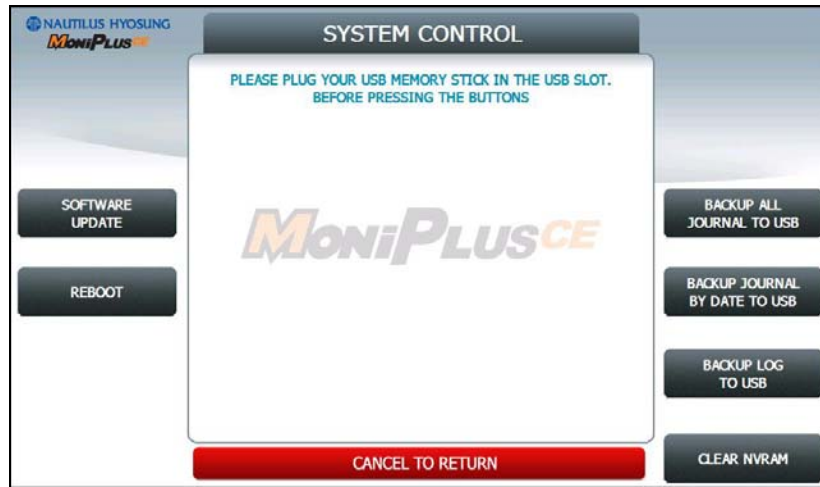 NAUTILUS HYOSUNG
MONIPLUS CE
SYSTEM CONTROL
PLEASE PLUG YOUR USB MEMORY STICK IN THE USB SLOT.
BEFORE PRESSING THE BUTTONS
SOFTWARE
UPDATE
REBOOT
MONIPLUSCE
BACKUP ALL
JOURNAL TO USB
BACKUP JOURNAL
BY DATE TO USB
BACKUP LOG
TO USB
CLEAR NVRAM
CANCEL TO RETURN